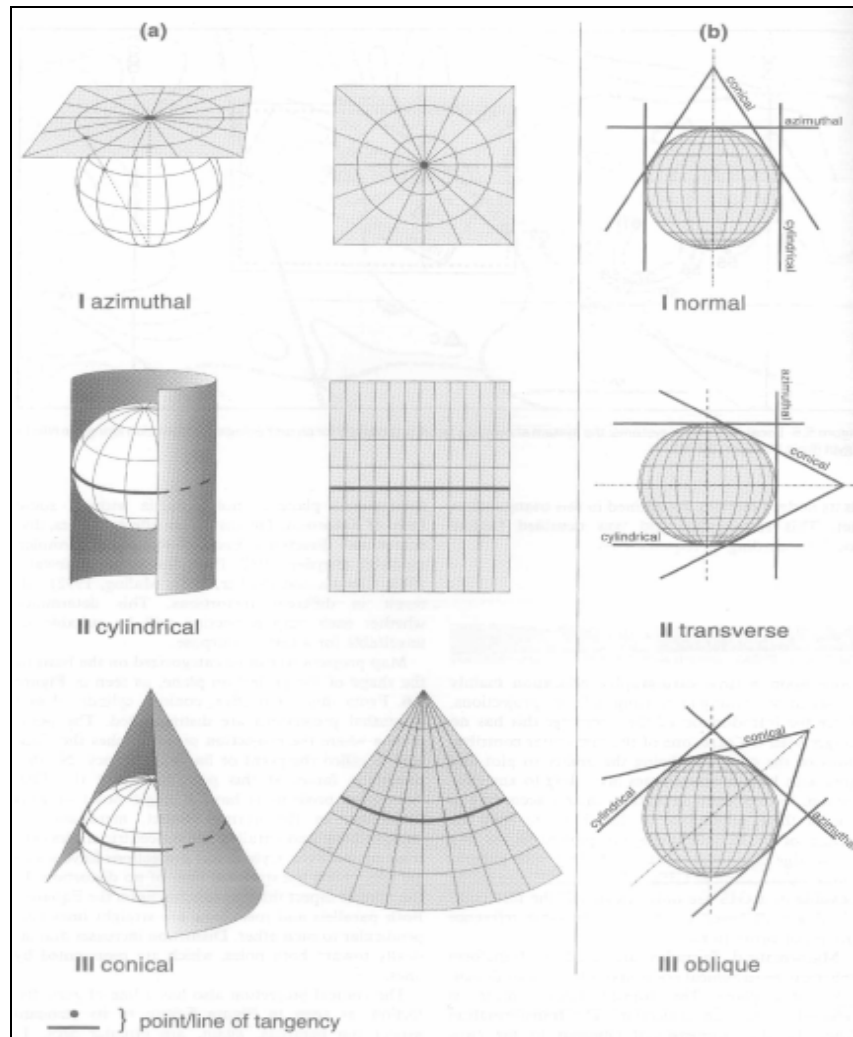 (a)
I azimuthal
II cylindrical
III conical
} point/line of tangency
(b)
conical
azimuthal
cylindrical
I normal
azimuthal
conical
cylindrical
II transverse
conical
cylindrical
azimuthal
III oblique